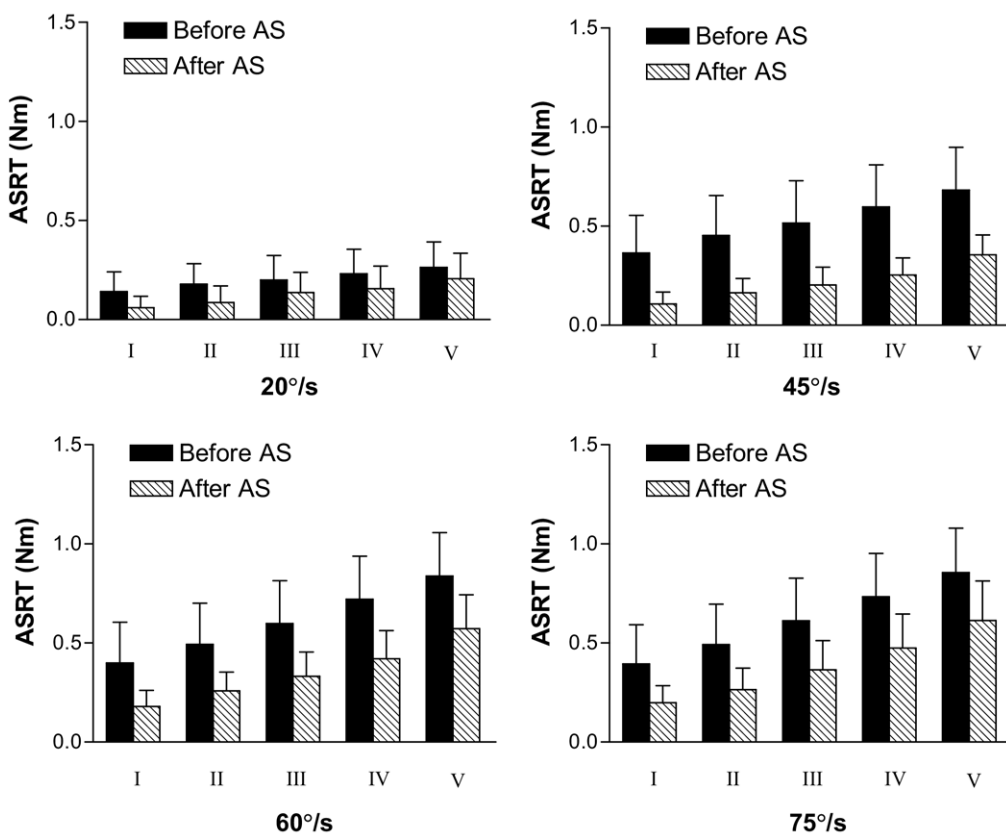 1.5
Before AS
After AS
1.0
ASRT (Nm)
0.5
0.0
I II III IV V
20°/s
1.5
Before AS
After AS
1.0
ASRT (Nm)
0.5
0.0
I II III IV V
45°/s
1.5
Before AS
After AS
1.0
ASRT (Nm)
0.5
0.0
I II III IV V
60°/s
1.5
Before AS
After AS
1.0
ASRT (Nm)
0.5
0.0
I II III IV V
75°/s